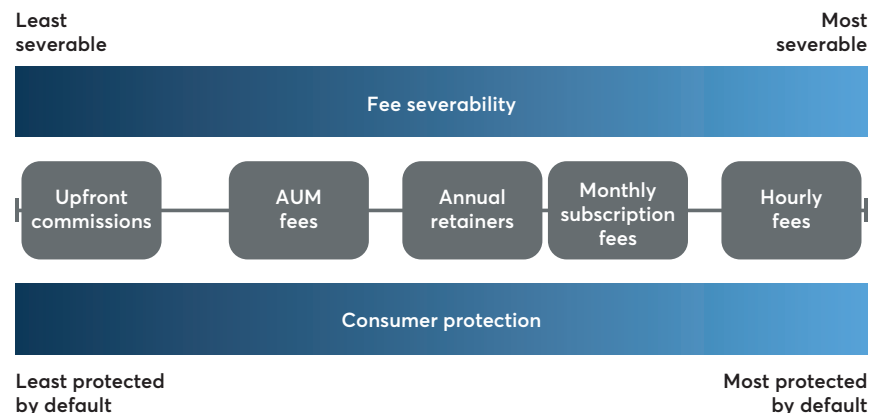 Least
severable
Most
severable
Fee severability
Upfront
commissions
AUM
fees
Annual
retainers
Monthly
subscription
fees
Hourly
fees
Consumer protection
Least protected
by default
Most protected
by default